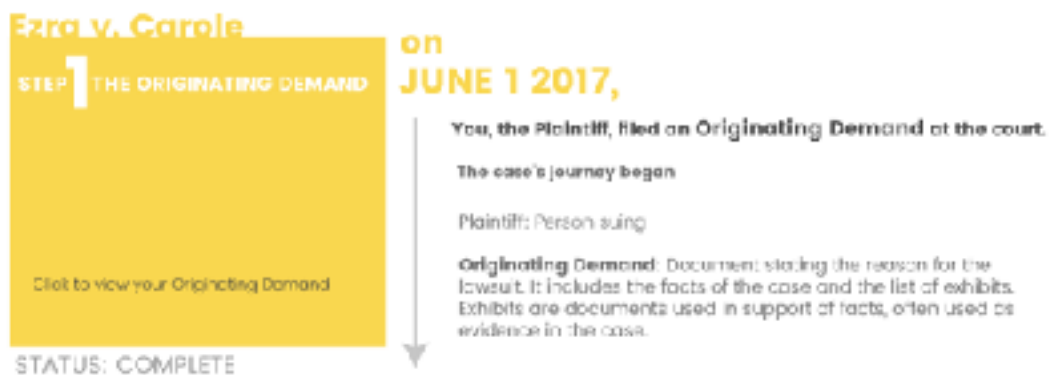 Ezra v. Carole
STEP 1 THE ORIGINATING DEMAND
Click to view your Originating Demand
STATUS: COMPLETE
on
JUNE 1 2017,
You, the Plaintiff, filed an Originating Demand at the court.
The case's journey began
Plaintiff: Person suing
Originating Demand: Document stating the reason for the
lawsuit. It includes the facts of the case and the list of exhibits.
Exhibits are documents used in support of facts, often used as
evidence in the case.